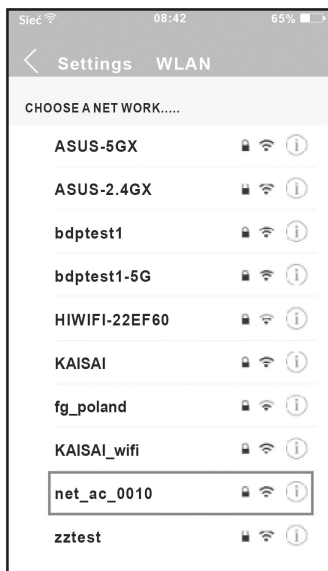 Sieć 08:42 65%
Settings WLAN
CHOOSE A NET WORK.....
ASUS-5GX
ASUS-2.4GX
bdptest1
bdptest1-5G
HIWIFI-22EF60
KAISAI
fg_poland
KAISAI_wifi
net_ac_0010
zztest